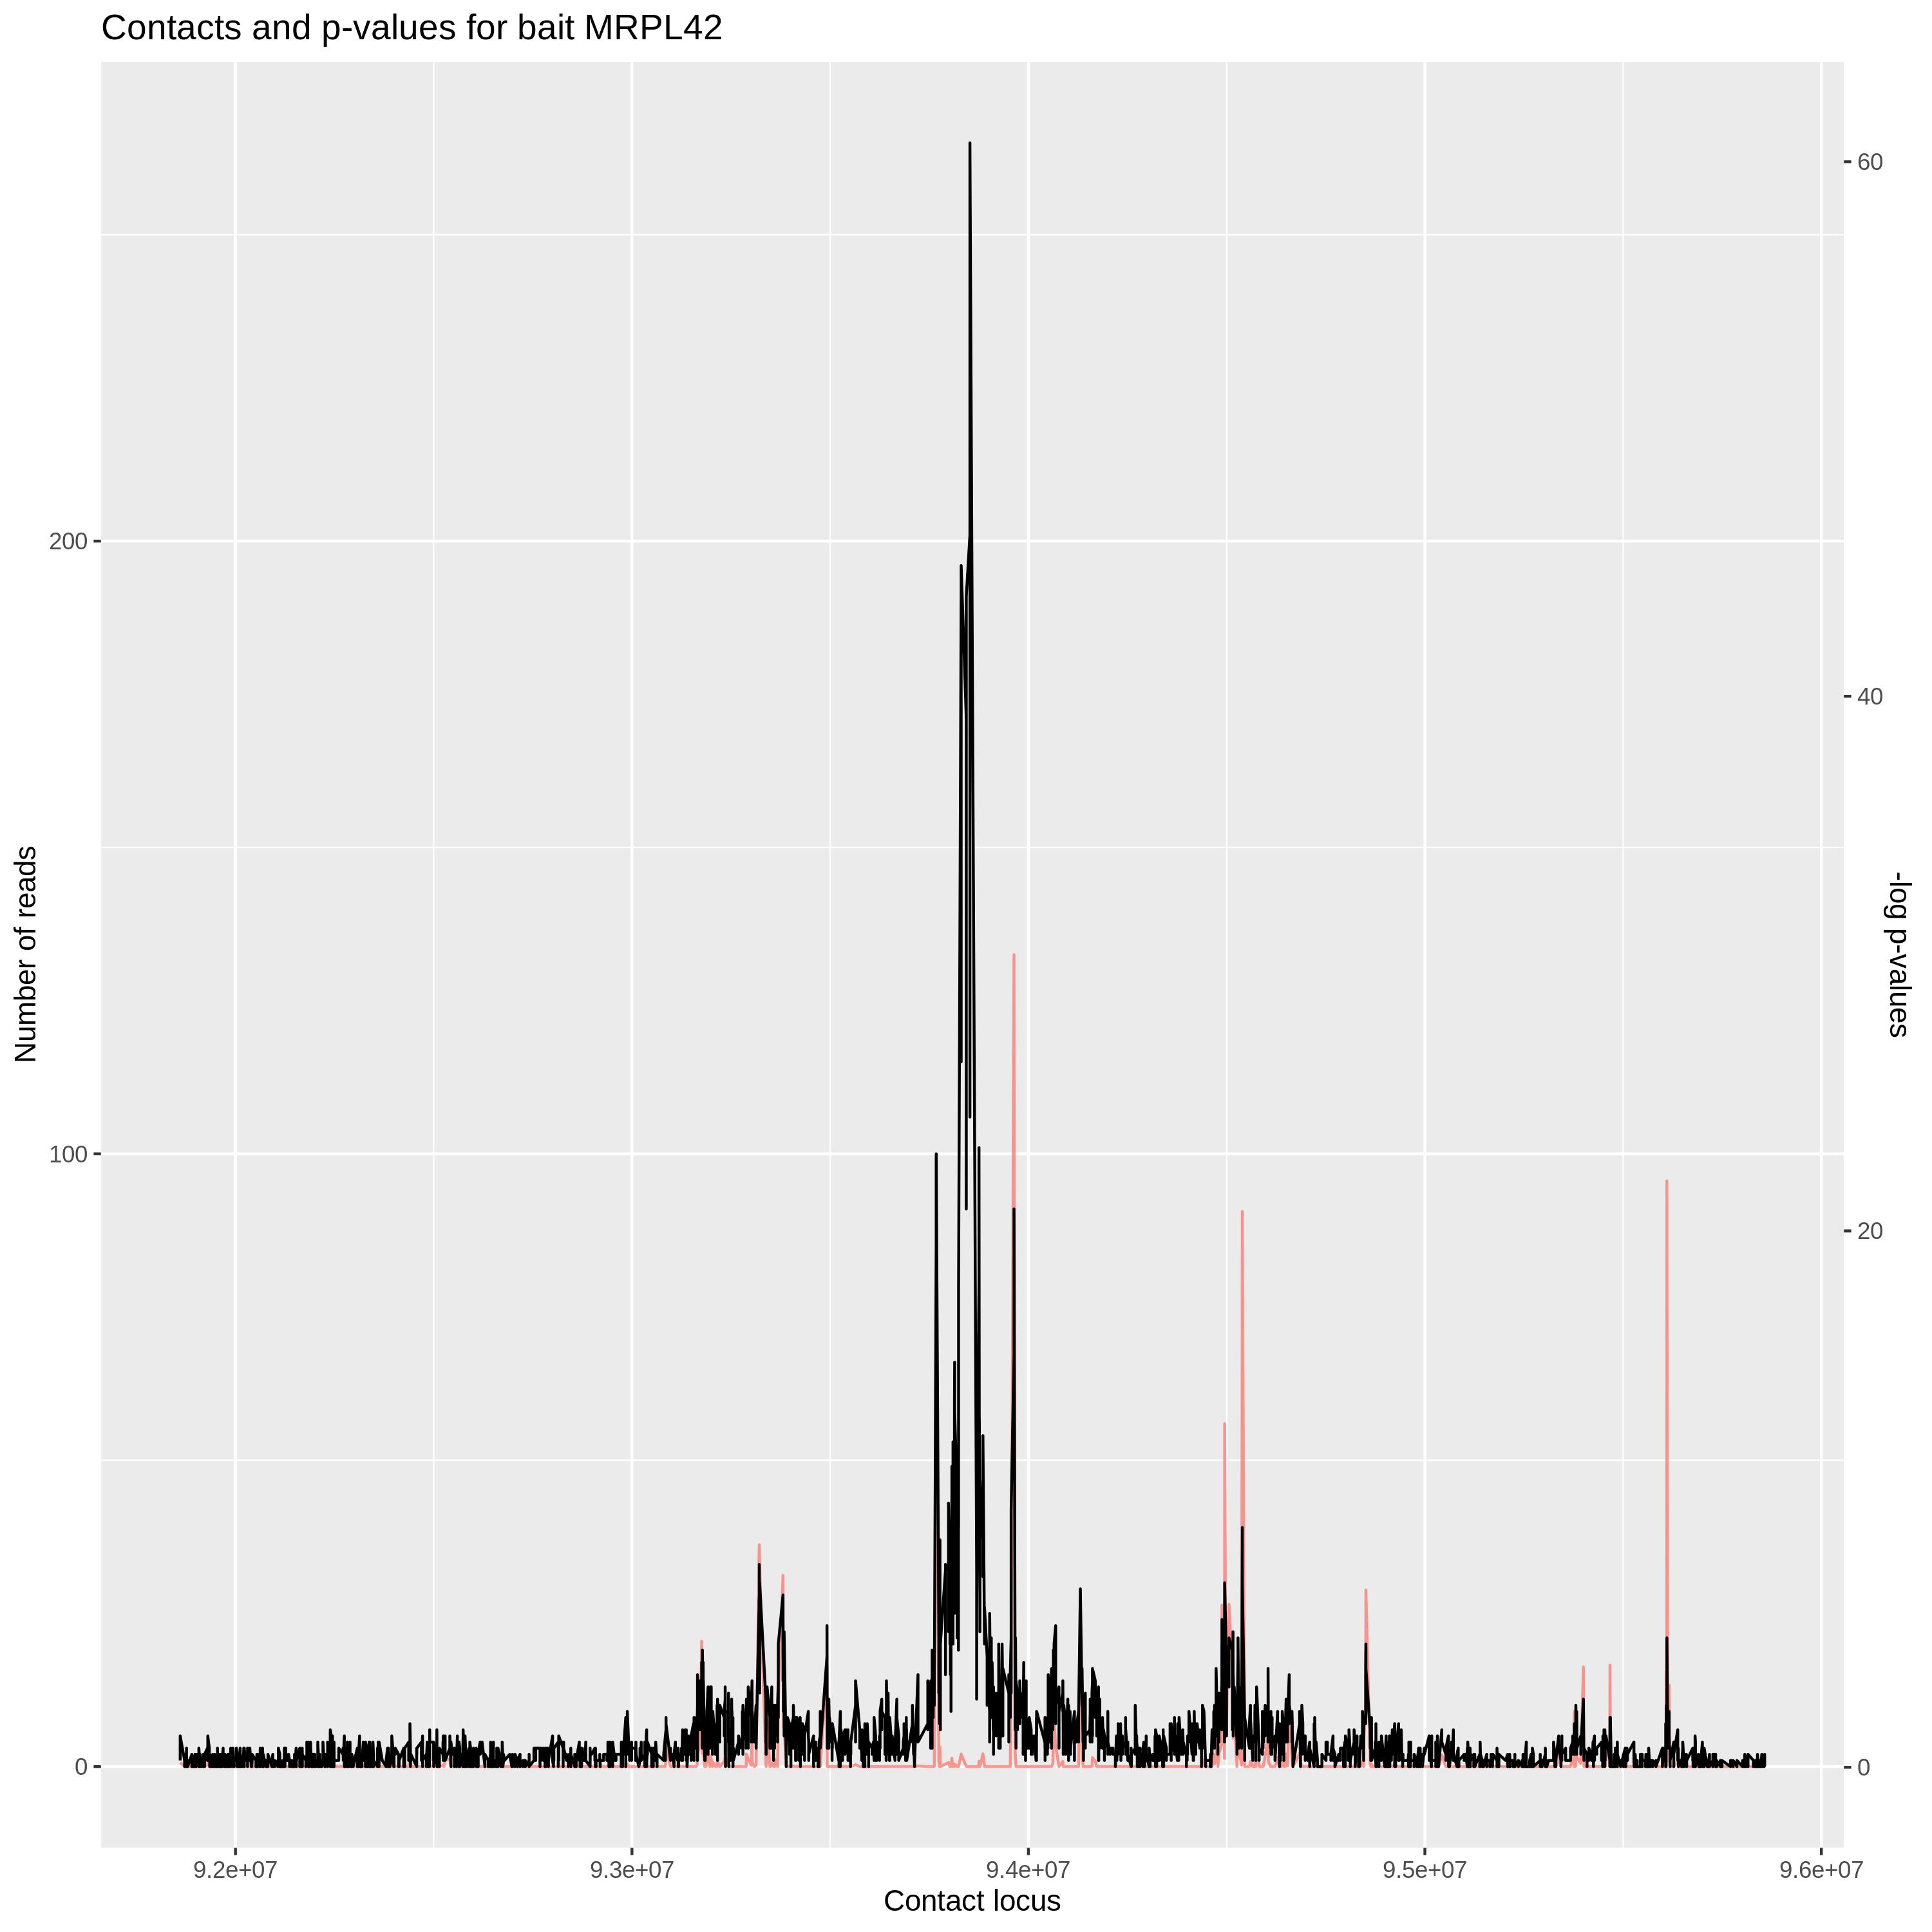 Contacts and p-values for bait MRPL42
Number of reads
200
100
0
60
40
20
0
-log p-values
9.2e+07
9.3e+07
9.4e+07
9.5e+07
9.6e+07
Contact locus